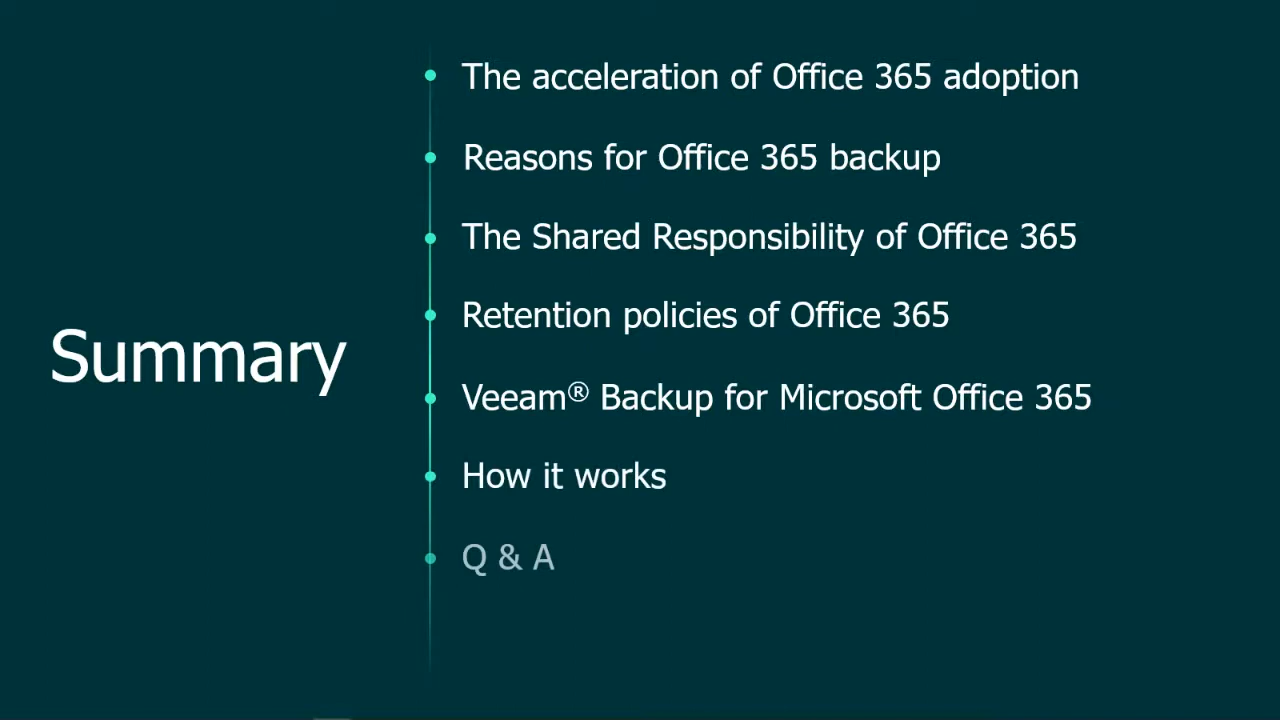 Summary
The acceleration of Office 365 adoption
Reasons for Office 365 backup
The Shared Responsibility of Office 365
Retention policies of Office 365
Veeam® Backup for Microsoft Office 365
How it works
Q & A